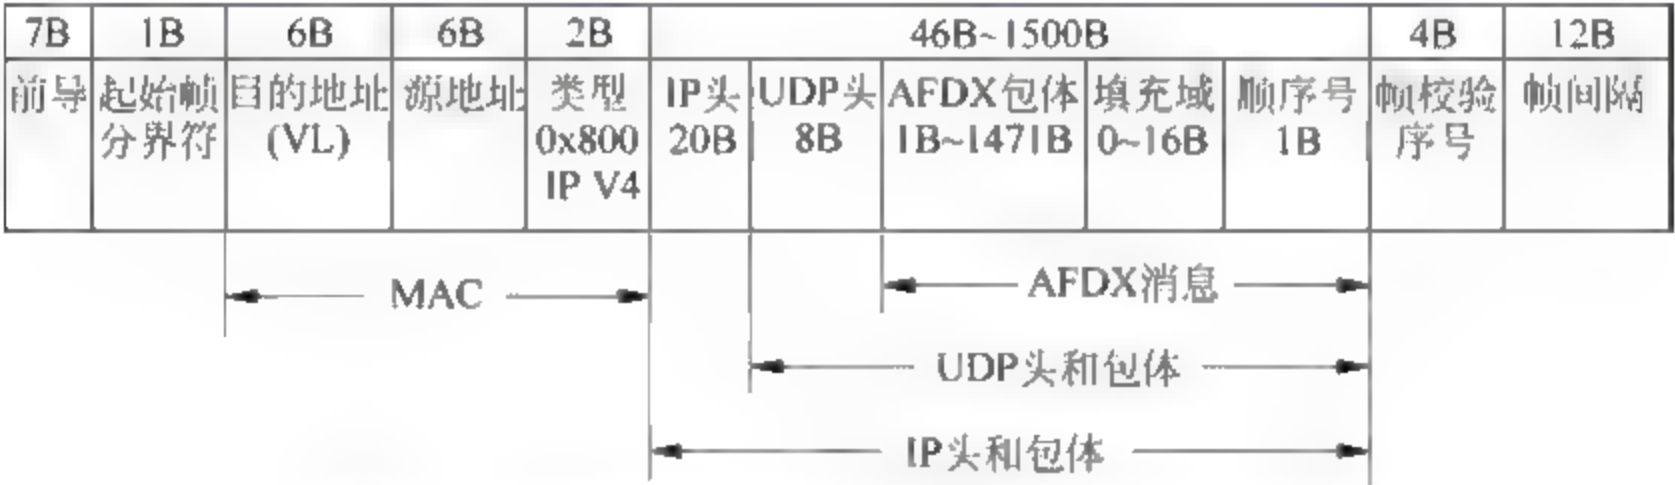 7B 1B 6B 6B 2B 46B~1500B 4B 12B
前导 起始帧 目的地址 源地址 类型 IP头 UDP头 AFDX包体 填充域 顺序号 帧校验 帧间隔
分界符 (VL) 0x800 20B 8B 1B~1471B 0~16B 1B 序号
IP V4
MAC AFDX消息
UDP头和包体
IP头和包体